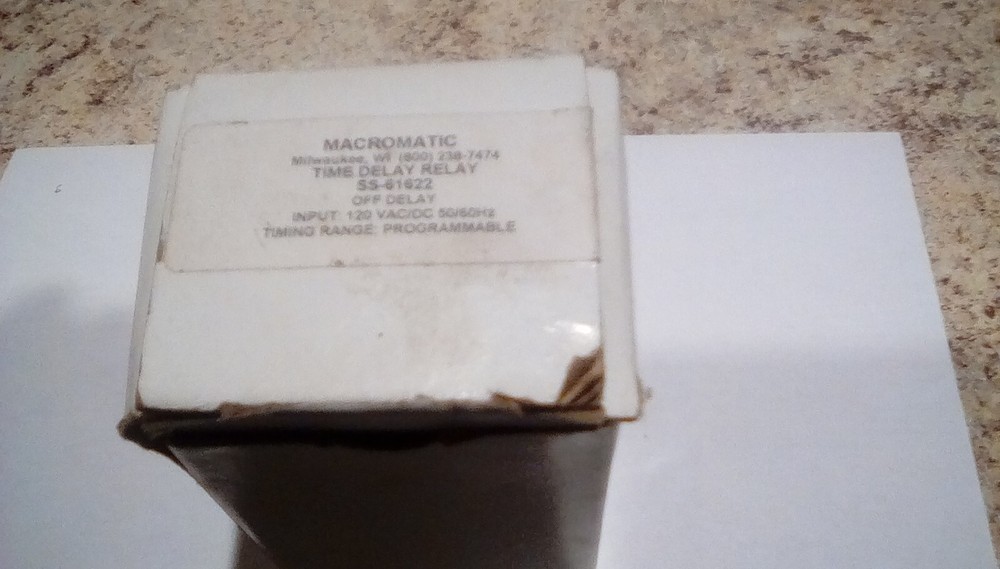 MACROMATIC
Milwaukee, WI (800) 238-7474
TIME DELAY RELAY
SS-61622
OFF DELAY
INPUT: 120 VAC/DC 50/60Hz
TIMING RANGE: PROGRAMMABLE